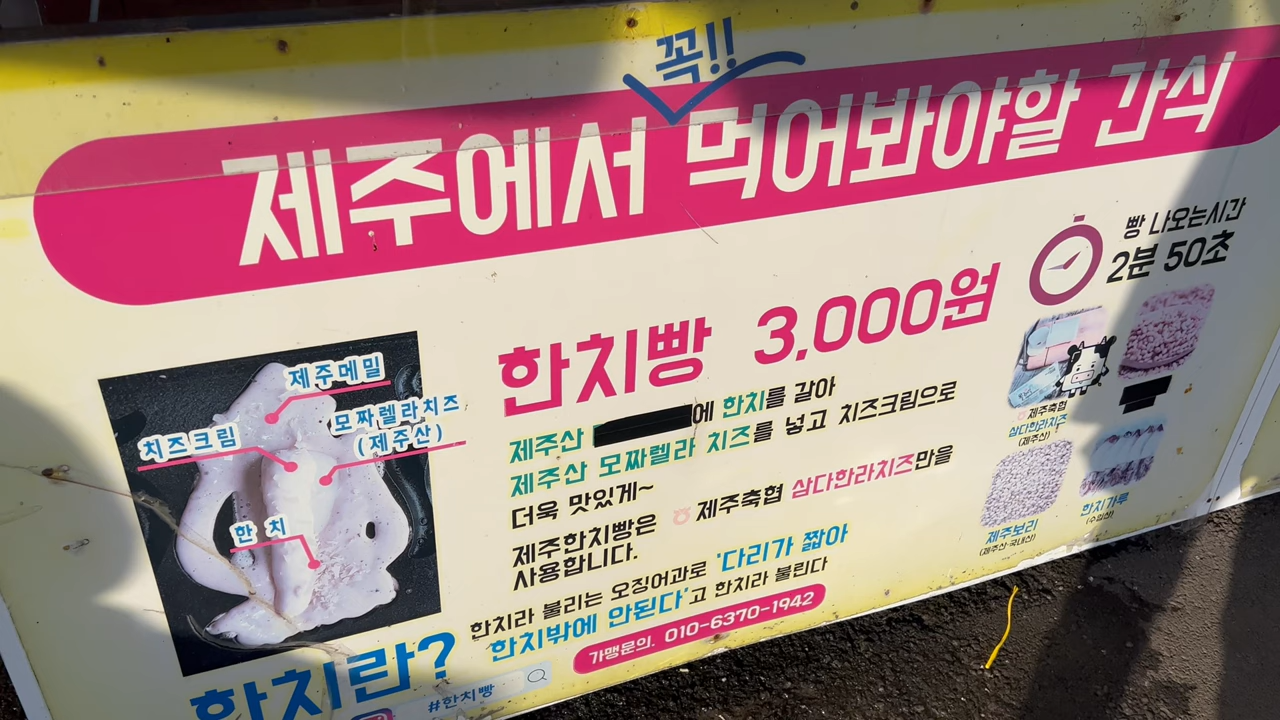 꼭!!
제주에서 먹어봐야할 간식
빵 나오는시간
2분 50초
한치빵 3,000원
제주메밀
모짜렐라치즈
(제주산)
치즈크림
한치
제주산 에 한치를 갈아
제주산 모짜렐라 치즈를 넣고 치즈크림으로
더욱 맛있게~
제주한치빵은 제주축협 삼다한라치즈만을
사용합니다.
한치라 불리는 오징어과로 '다리가 짧아
한치밖에 안된다'고 한치라 불린다
가맹문의. 010-6370-1942
한치란?
#한치빵
제주축협
삼다한라치즈
(제주산)
제주보리
(제주산·국내산)
한치가루
(수입산)